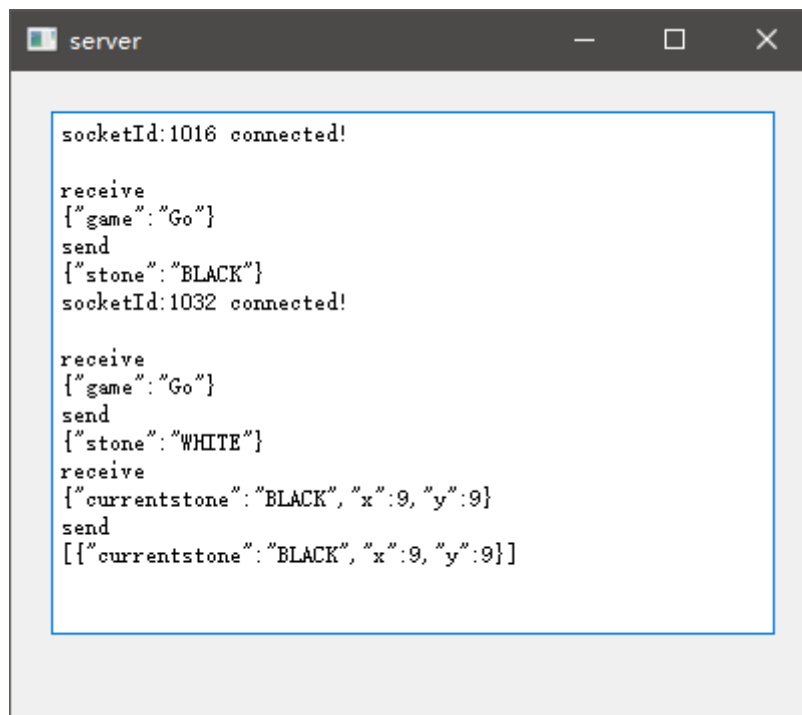 server
socketId:1016 connected!
receive
{"game":"Go"}
send
{"stone":"BLACK"}
socketId:1032 connected!
receive
{"game":"Go"}
send
{"stone":"WHITE"}
receive
{"currentstone":"BLACK","x":9,"y":9}
send
[{"currentstone":"BLACK","x":9,"y":9}]